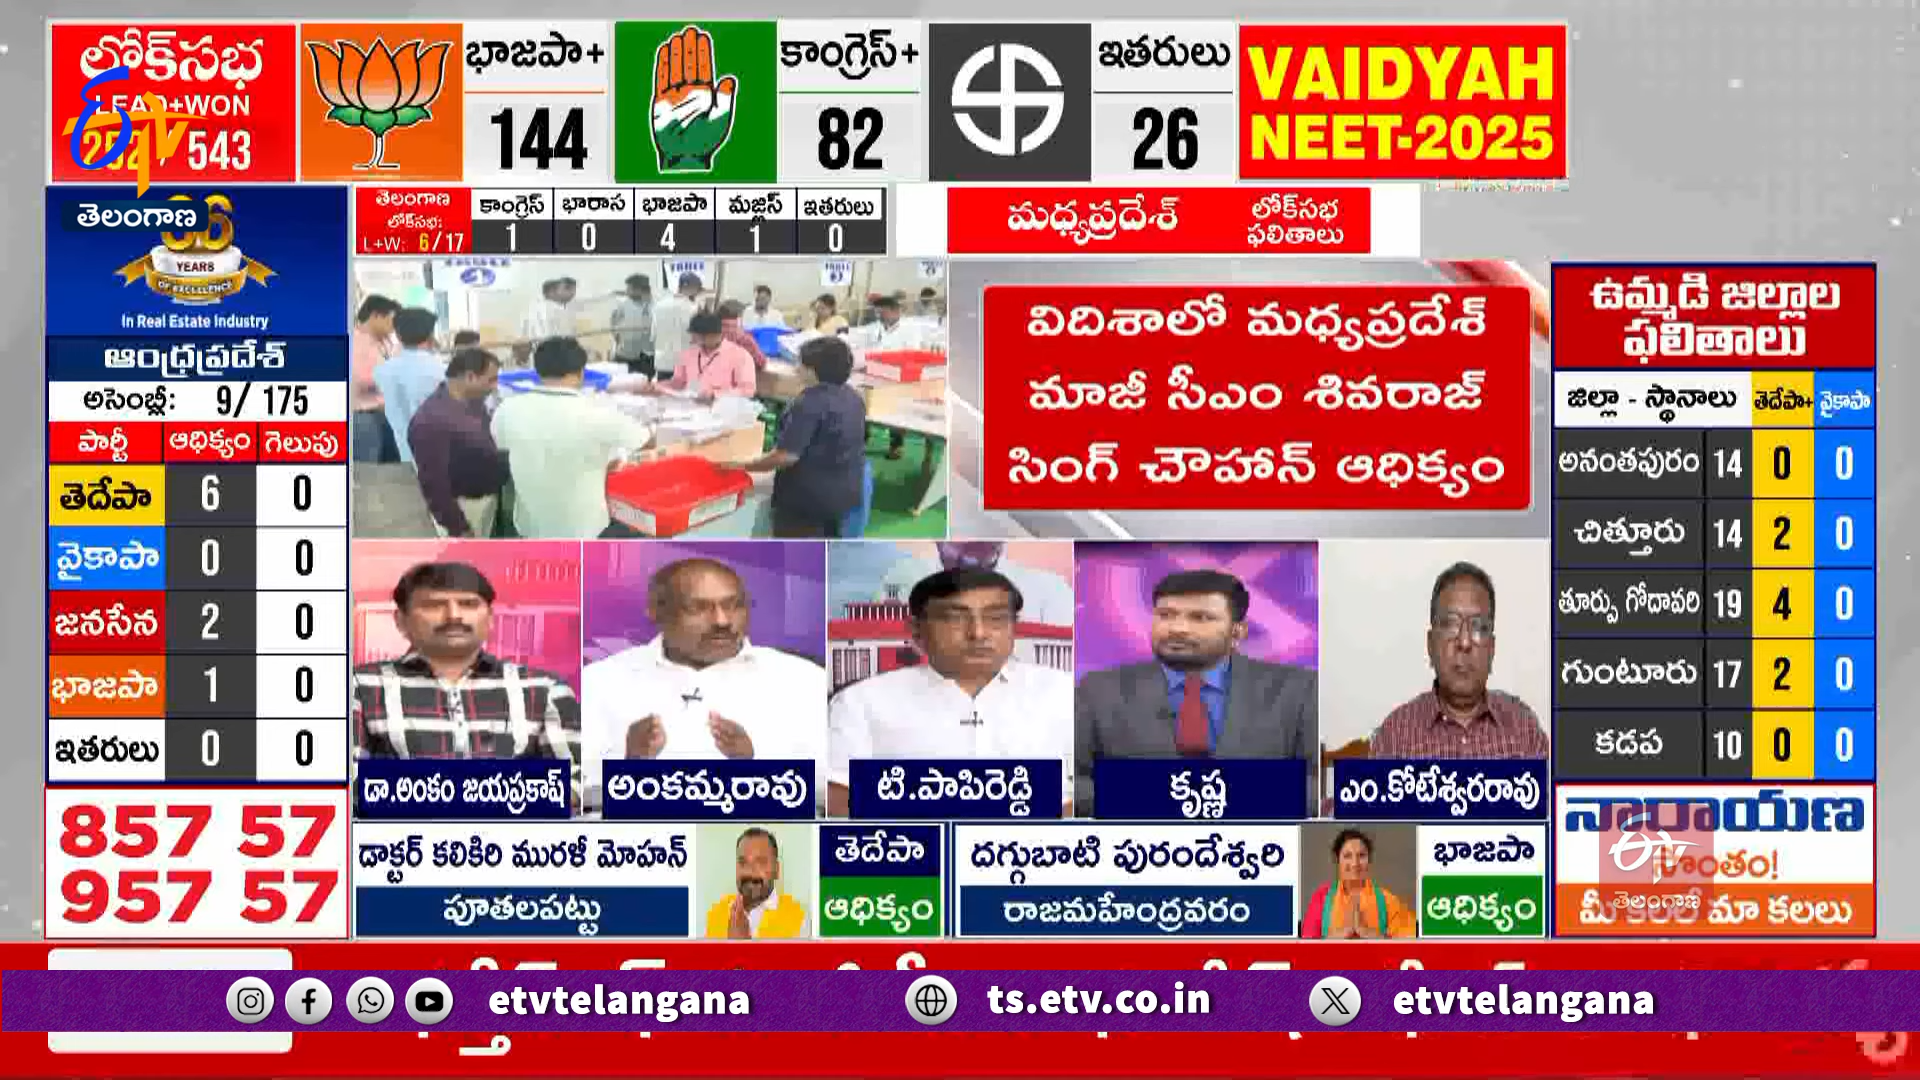 లోక్‌సభ
LEAD+WON
252/ 543
భాజపా+
144
కాంగ్రెస్+
82
ఇతరులు
26
VAIDYAH
NEET-2025
ETV
తెలంగాణ
36
YEARS
OF EXCELLENCE
In Real Estate Industry
తెలంగాణ
లోక్‌సభ:
L+W: 6/17
కాంగ్రెస్ భారాస భాజపా మజ్లిస్ ఇతరులు
1 0 4 1 0
మధ్యప్రదేశ్
లోక్‌సభ
ఫలితాలు
విదిశాలో మధ్యప్రదేశ్
మాజీ సీఎం శివరాజ్
సింగ్ చౌహాన్ ఆధిక్యం
ఆంధ్రప్రదేశ్
అసెంబ్లీ: 9/ 175
పార్టీ ఆధిక్యం గెలుపు
తెదేపా 6 0
వైకాపా 0 0
జనసేన 2 0
భాజపా 1 0
ఇతరులు 0 0
857 57
957 57
ఉమ్మడి జిల్లాల
ఫలితాలు
జిల్లా - స్థానాలు తెదేపా+ వైకాపా
అనంతపురం 14 0 0
చిత్తూరు 14 2 0
తూర్పు గోదావరి 19 4 0
గుంటూరు 17 2 0
కడప 10 0 0
డా.అంకం జయప్రకాష్
అంకమ్మరావు
టి.పాపిరెడ్డి
కృష్ణ
ఎం.కోటేశ్వరరావు
డాక్టర్ కలికిరి మురళీ మోహన్
పూతలపట్టు
తెదేపా
ఆధిక్యం
దగ్గుబాటి పురందేశ్వరి
రాజమహేంద్రవరం
భాజపా
ఆధిక్యం
నారాయణ
సొంతం!
మీ కలలే మా కలలు
తెలంగాణ
etvtelangana
ts.etv.co.in
etvtelangana